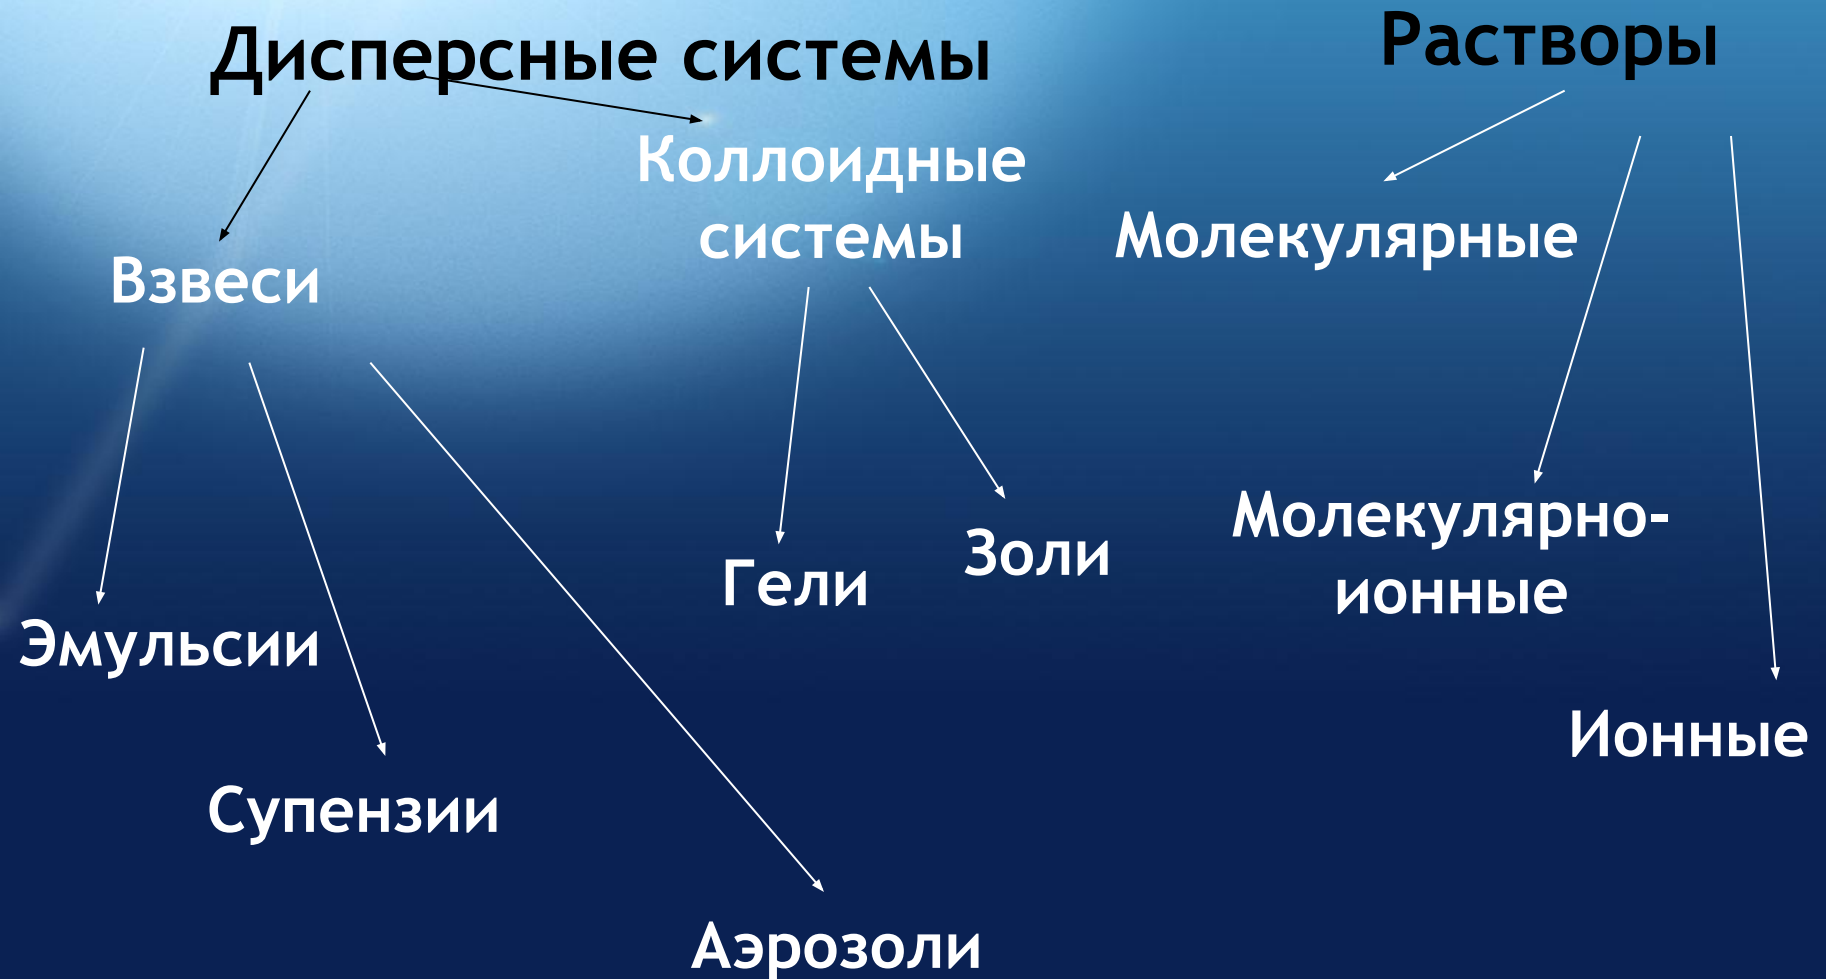 Дисперсные системы
Растворы
Коллоидные
системы
Молекулярные
Взвеси
Молекулярно-
ионные
Золи
Гели
Эмульсии
Ионные
Супензии
Аэрозоли